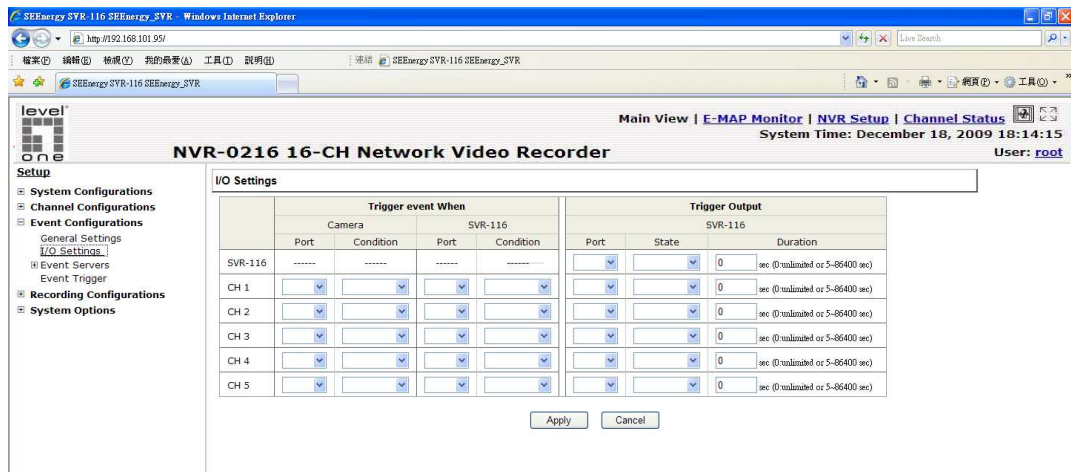 SEEnergy SVR-116 SEEnergy_SVR - Windows Internet Explorer
http://192.168.101.95/
Live Search
檔案(F) 編輯(E) 檢視(V) 我的最愛(A) 工具(T) 說明(H)
連結 SEEnergy SVR-116 SEEnergy_SVR
SEEnergy SVR-116 SEEnergy_SVR
網頁(P) 工具(O) »
level one
Main View | E-MAP Monitor | NVR Setup | Channel Status
System Time: December 18, 2009 18:14:15
NVR-0216 16-CH Network Video Recorder
User: root
Setup
System Configurations
Channel Configurations
Event Configurations
General Settings
I/O Settings
Event Servers
Event Trigger
Recording Configurations
System Options
I/O Settings
Trigger event When Trigger Output
Camera SVR-116 SVR-116
Port Condition Port Condition Port State Duration
SVR-116 ------ ------ ------ ------ 0 sec (0:unlimited or 5~86400 sec)
CH 1 0 sec (0:unlimited or 5~86400 sec)
CH 2 0 sec (0:unlimited or 5~86400 sec)
CH 3 0 sec (0:unlimited or 5~86400 sec)
CH 4 0 sec (0:unlimited or 5~86400 sec)
CH 5 0 sec (0:unlimited or 5~86400 sec)
Apply Cancel